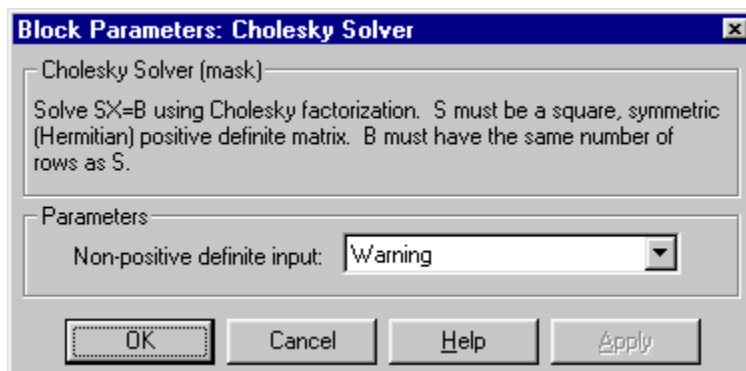 Block Parameters: Cholesky Solver
Cholesky Solver (mask)
Solve SX=B using Cholesky factorization. S must be a square, symmetric
(Hermitian) positive definite matrix. B must have the same number of
rows as S.
Parameters
Non-positive definite input: Warning
OK Cancel Help Apply